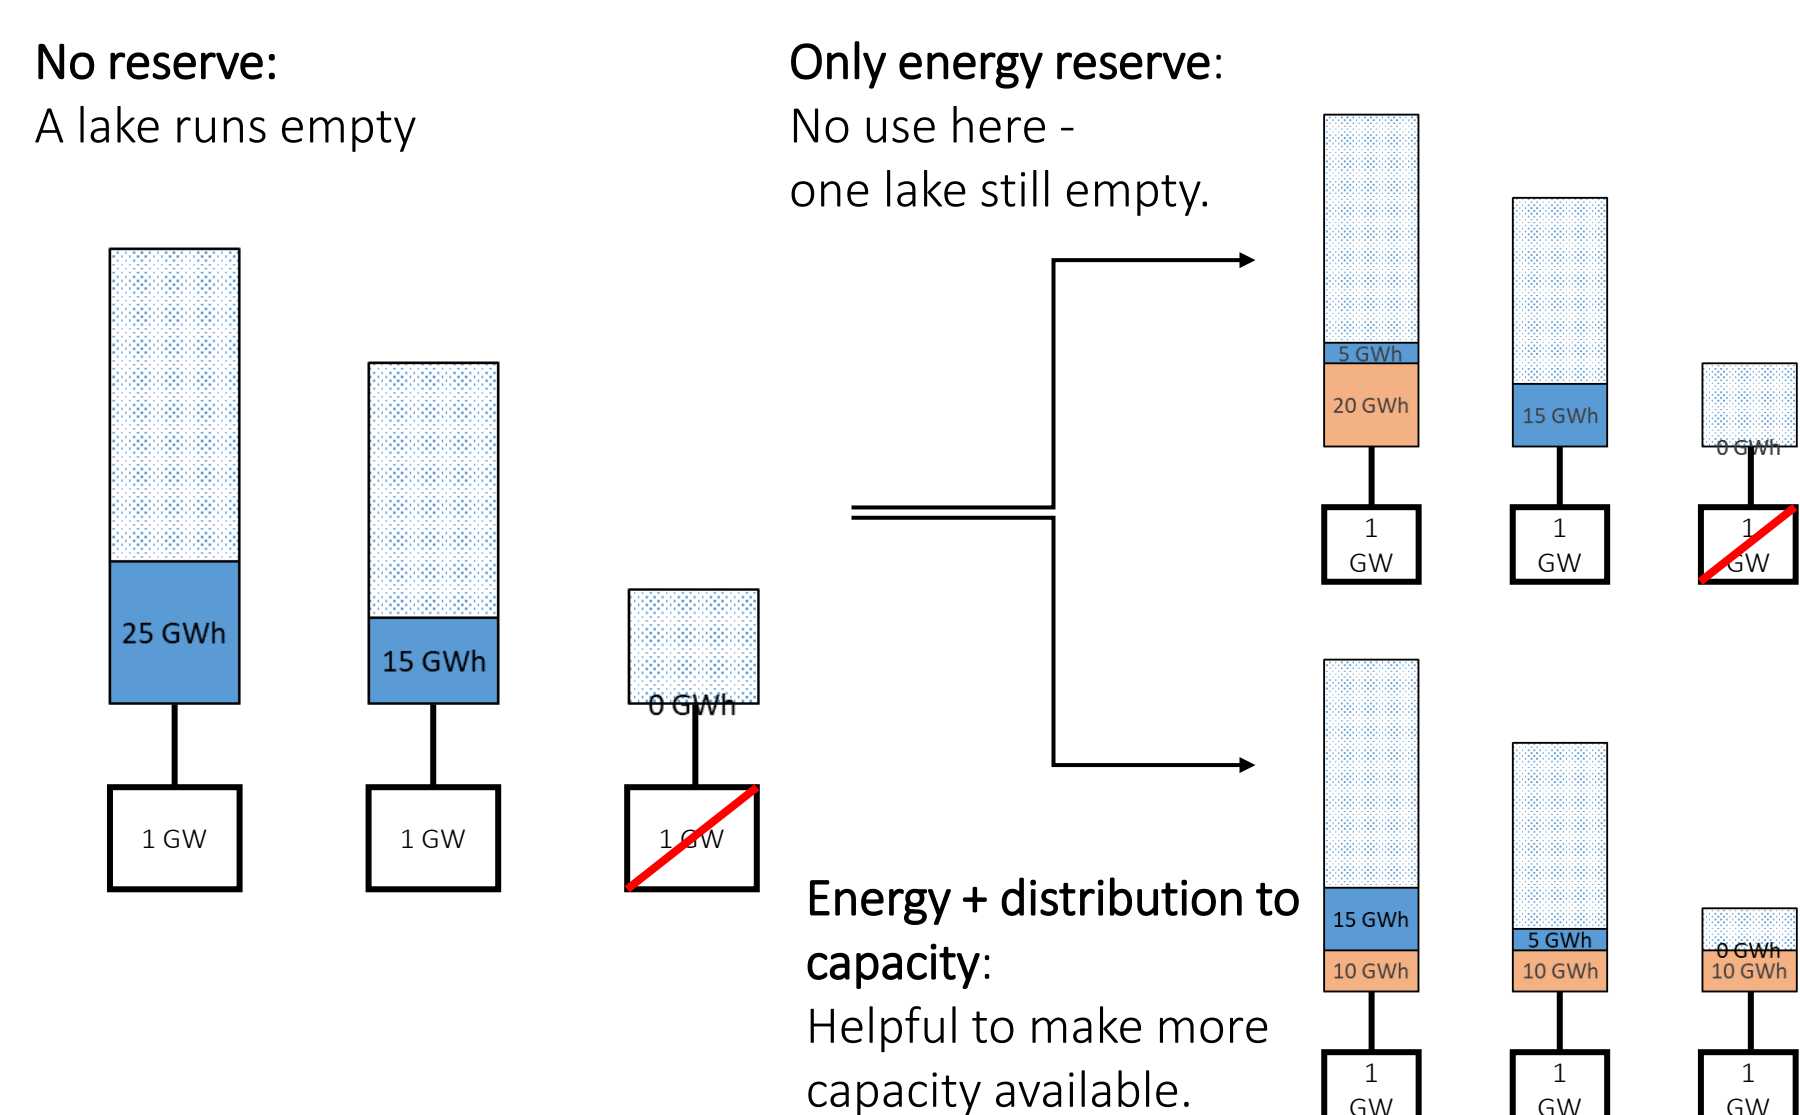 No reserve:
A lake runs empty
25 GWh
15 GWh
0 GWh
1 GW
1 GW
1 GW
Only energy reserve:
No use here -
one lake still empty.
5 GWh
20 GWh
15 GWh
0 GWh
1
GW
1
GW
1
GW
Energy + distribution to
capacity:
Helpful to make more
capacity available.
15 GWh
10 GWh
5 GWh
10 GWh
0 GWh
10 GWh
1
GW
1
GW
1
GW